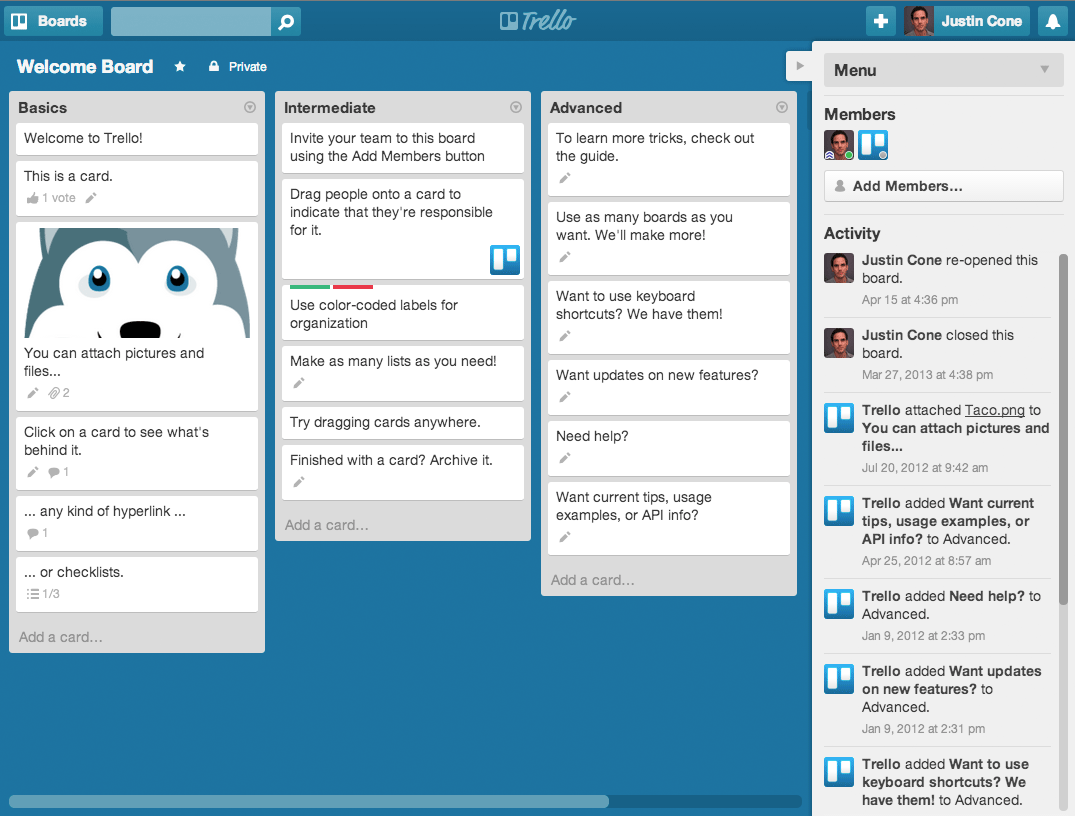 Boards
Trello
Justin Cone
Welcome Board
Private
Basics
Welcome to Trello!
This is a card.
1 vote
You can attach pictures and
files...
2
Click on a card to see what's
behind it.
1
... any kind of hyperlink ...
1
... or checklists.
1/3
Add a card…
Intermediate
Invite your team to this board
using the Add Members button
Drag people onto a card to
indicate that they're responsible
for it.
Use color-coded labels for
organization
Make as many lists as you need!
Try dragging cards anywhere.
Finished with a card? Archive it.
Add a card…
Advanced
To learn more tricks, check out
the guide.
Use as many boards as you
want. We'll make more!
Want to use keyboard
shortcuts? We have them!
Want updates on new features?
Need help?
Want current tips, usage
examples, or API info?
Add a card…
Menu
Members
Add Members…
Activity
Justin Cone re-opened this
board.
Apr 15 at 4:36 pm
Justin Cone closed this
board.
Mar 27, 2013 at 4:38 pm
Trello attached Taco.png to
You can attach pictures and
files...
Jul 20, 2012 at 9:42 am
Trello added Want current
tips, usage examples, or
API info? to Advanced.
Apr 25, 2012 at 8:57 am
Trello added Need help? to
Advanced.
Jan 9, 2012 at 2:33 pm
Trello added Want updates
on new features? to
Advanced.
Jan 9, 2012 at 2:31 pm
Trello added Want to use
keyboard shortcuts? We
have them! to Advanced.